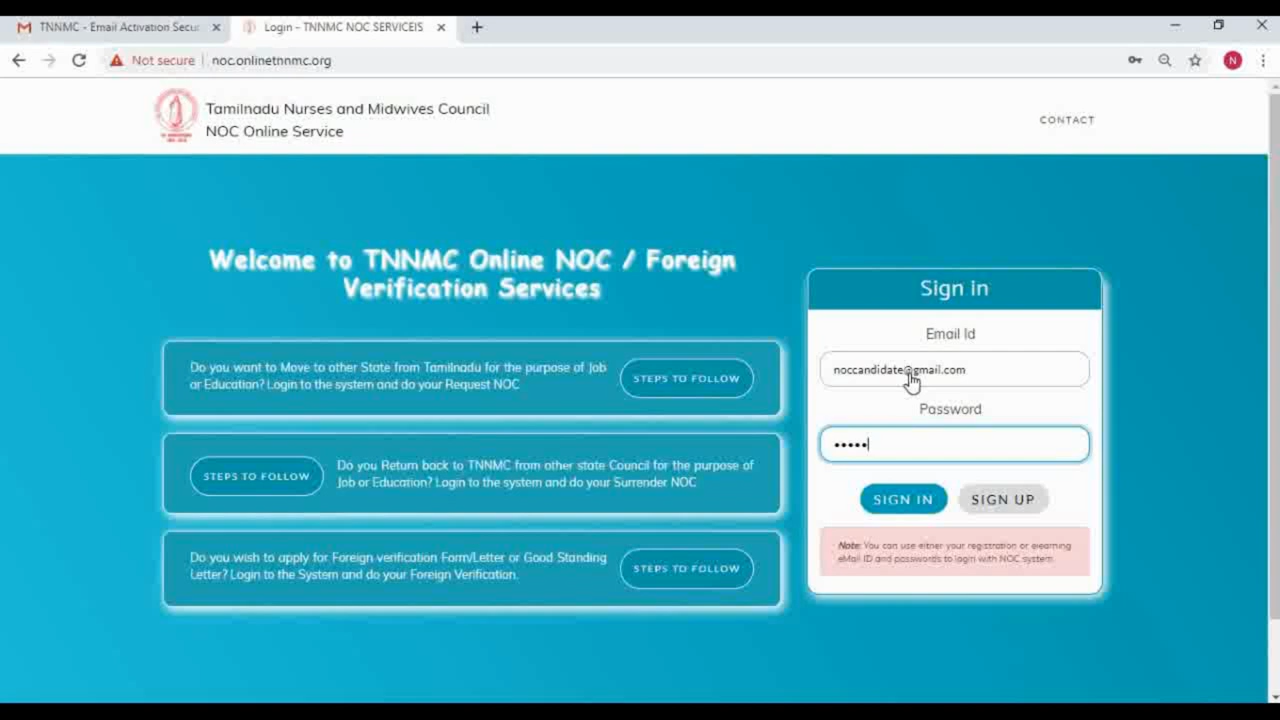 TNNMC - Email Activation Secu
Login - TNNMC NOC SERVICEIS
Not secure
noc.onlinetnnmc.org
N
Tamilnadu Nurses and Midwives Council
NOC Online Service
CONTACT
Welcome to TNNMC Online NOC / Foreign
Verification Services
Do you want to Move to other State from Tamilnadu for the purpose of Job
or Education? Login to the system and do your Request NOC
STEPS TO FOLLOW
STEPS TO FOLLOW
Do you Return back to TNNMC from other state Council for the purpose of
Job or Education? Login to the system and do your Surrender NOC
Do you wish to apply for Foreign verification Form/Letter or Good Standing
Letter? Login to the System and do your Foreign Verification.
STEPS TO FOLLOW
Sign in
Email Id
noccandidate@gmail.com
Password
•••••
SIGN IN
SIGN UP
Note: You can use either your registration or elearning
eMail ID and passwords to login with NOC system.